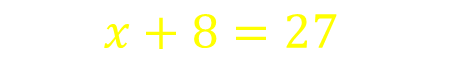 x + 8 = 27